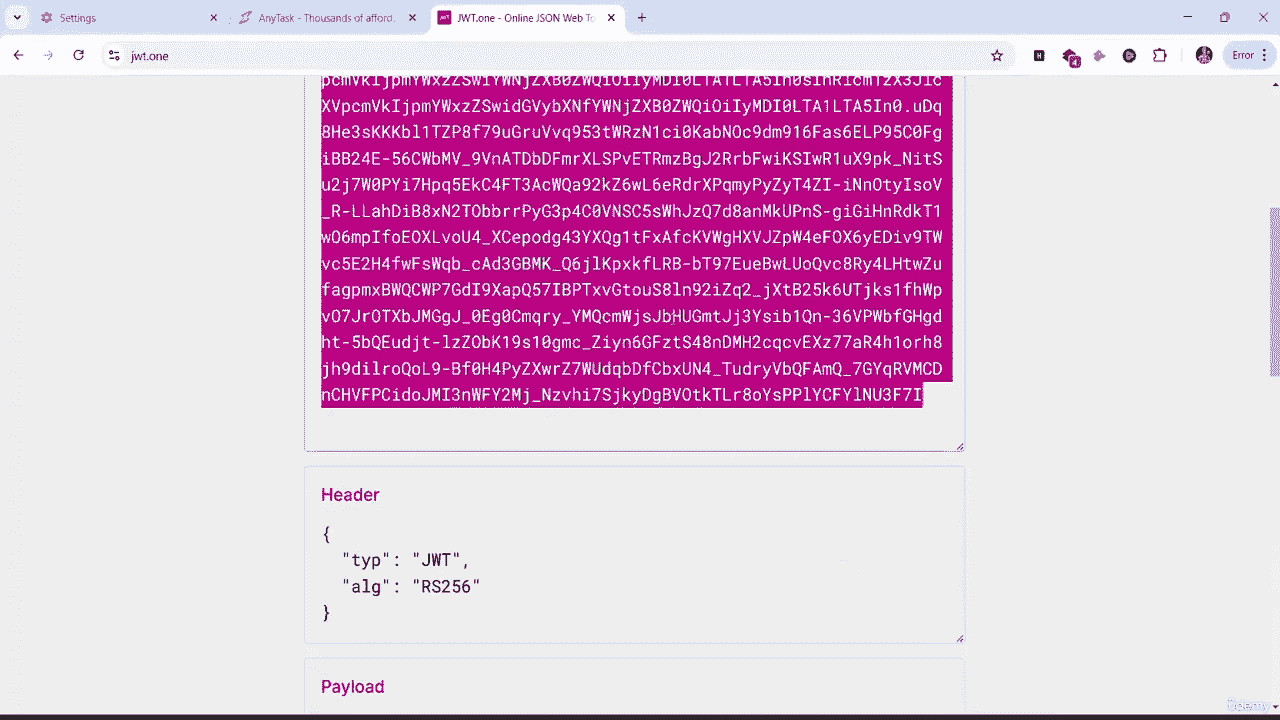 Settings
AnyTask - Thousands of afford.
JWT.one - Online JSON Web To
jwt.one
Error
pcmVkIjpmYWxzZSwiYWNjZXB0ZWQiOiIyMDI0LTA1LTA5In0sInRlcm1zX3Jlc
XVpcmVkIjpmYWxzZSwidGVybXNfYWNjZXB0ZWQiOiIyMDI0LTA1LTA5In0.uDq
8He3sKKKbl1TZP8f79uGruVvq953tWRzN1ci0KabNOc9dm916Fas6ELP95C0Fg
iBB24E-56CWbMV_9VnATDbDFmrXLSPvETRmzBgJ2RrbFwiKSIwR1uX9pk_NitS
u2j7W0PYi7Hpq5EkC4FT3AcWQa92kZ6wL6eRdrXPqmyPyZyT4ZI-iNnOtyIsoV
_R-LLahDiB8xN2TObbrrPyG3p4C0VNSC5sWhJzQ7d8anMkUPnS-giGiHnRdkT1
wO6mpIfoEOXLvoU4_XCepodg43YXQg1tFxAfcKVWgHXVJZpW4eFOX6yEDiv9TW
vc5E2H4fwFsWqb_cAd3GBMK_Q6jlKpxkfLRB-bT97EueBwLUoQvc8Ry4LHtwZu
fagpmxBWQCWP7GdI9XapQ57IBPTxvGtouS8ln92iZq2_jXtB25k6UTjks1fhWp
vO7JrOTXbJMGgJ_0Eg0Cmqry_YMQcmWjsJbHUGmtJj3Ysib1Qn-36VPWbfGHgd
ht-5bQEudjt-lzZObK19s10gmc_Ziyn6GFztS48nDMH2cqcvEXz77aR4h1orh8
jh9dilroQoL9-Bf0H4PyZXwrZ7WUdqbDfCbxUN4_TudryVbQFAmQ_7GYqRVMCD
nCHVFPCidoJMI3nWFY2Mj_Nzvhi7SjkyDgBVOtkTLr8oYsPPlYCFYlNU3F7I
Header
{
"typ": "JWT",
"alg": "RS256"
}
Payload